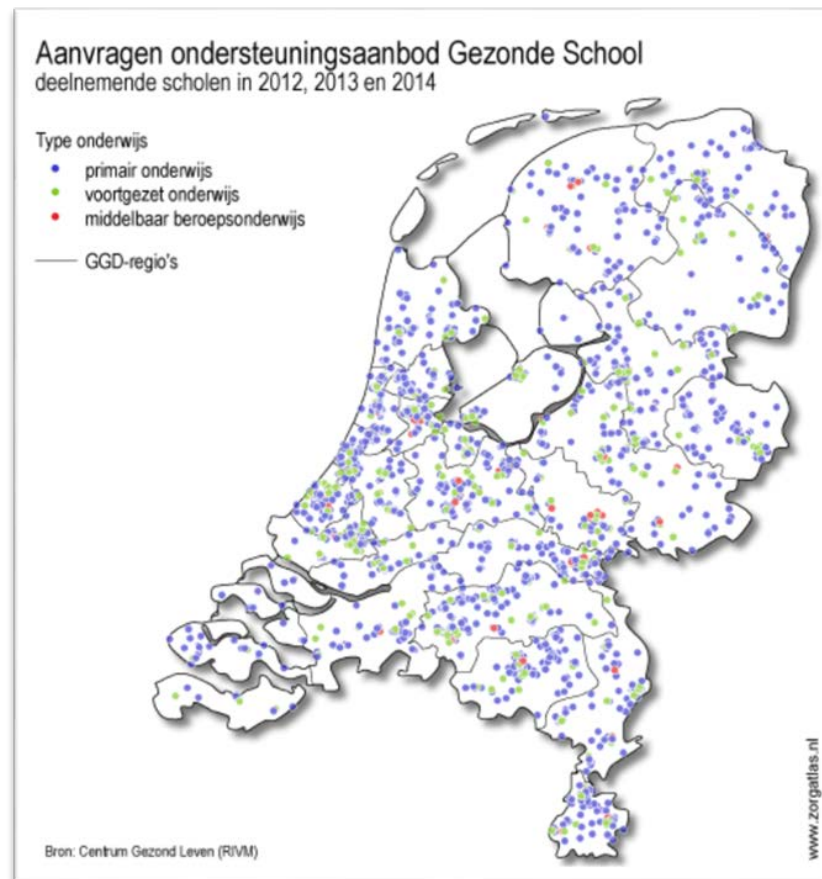 Aanvragen ondersteuningsaanbod Gezonde School
deelnemende scholen in 2012, 2013 en 2014
Type onderwijs
primair onderwijs
voortgezet onderwijs
middelbaar beroepsonderwijs
GGD-regio's
www.zorgatlas.nl
Bron: Centrum Gezond Leven (RIVM)